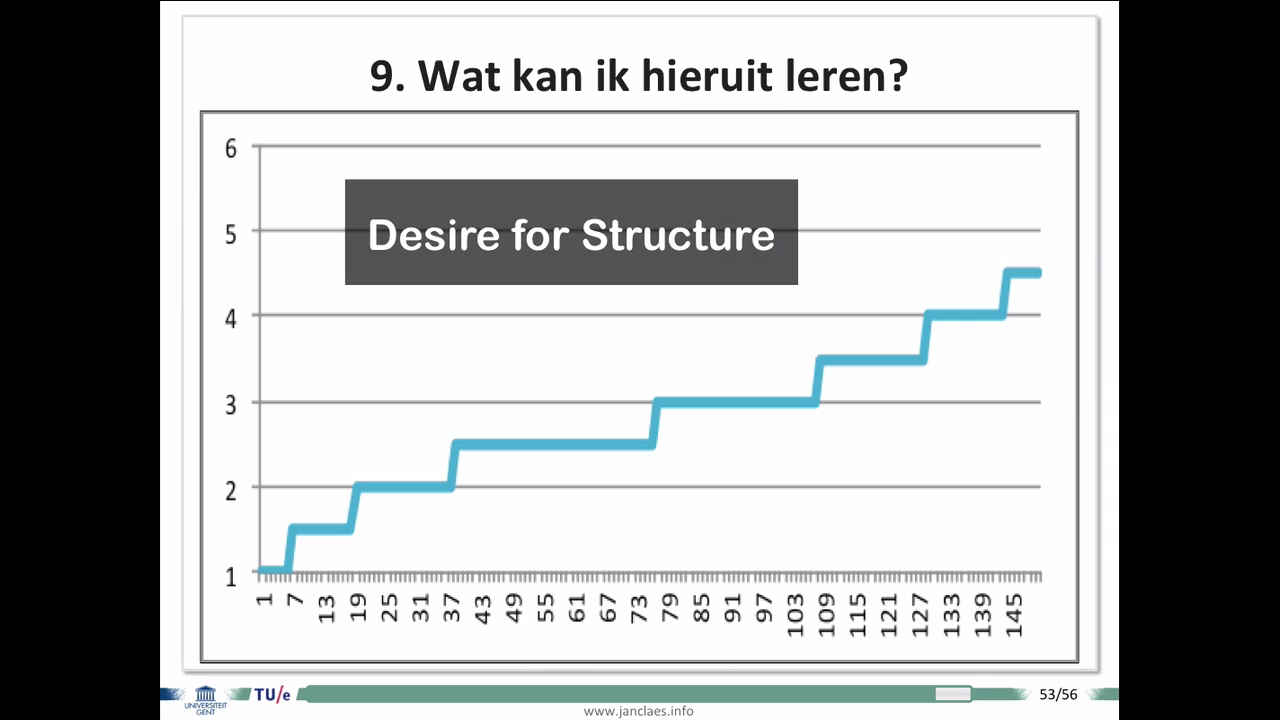 9. Wat kan ik hieruit leren?
6
Desire for Structure
5
4
3
2
1
1 7 13 19 25 31 37 43 49 55 61 67 73 79 85 91 97 103 109 115 121 127 133 139 145
UNIVERSITEIT
GENT
TU/e
53/56
www.janclaes.info